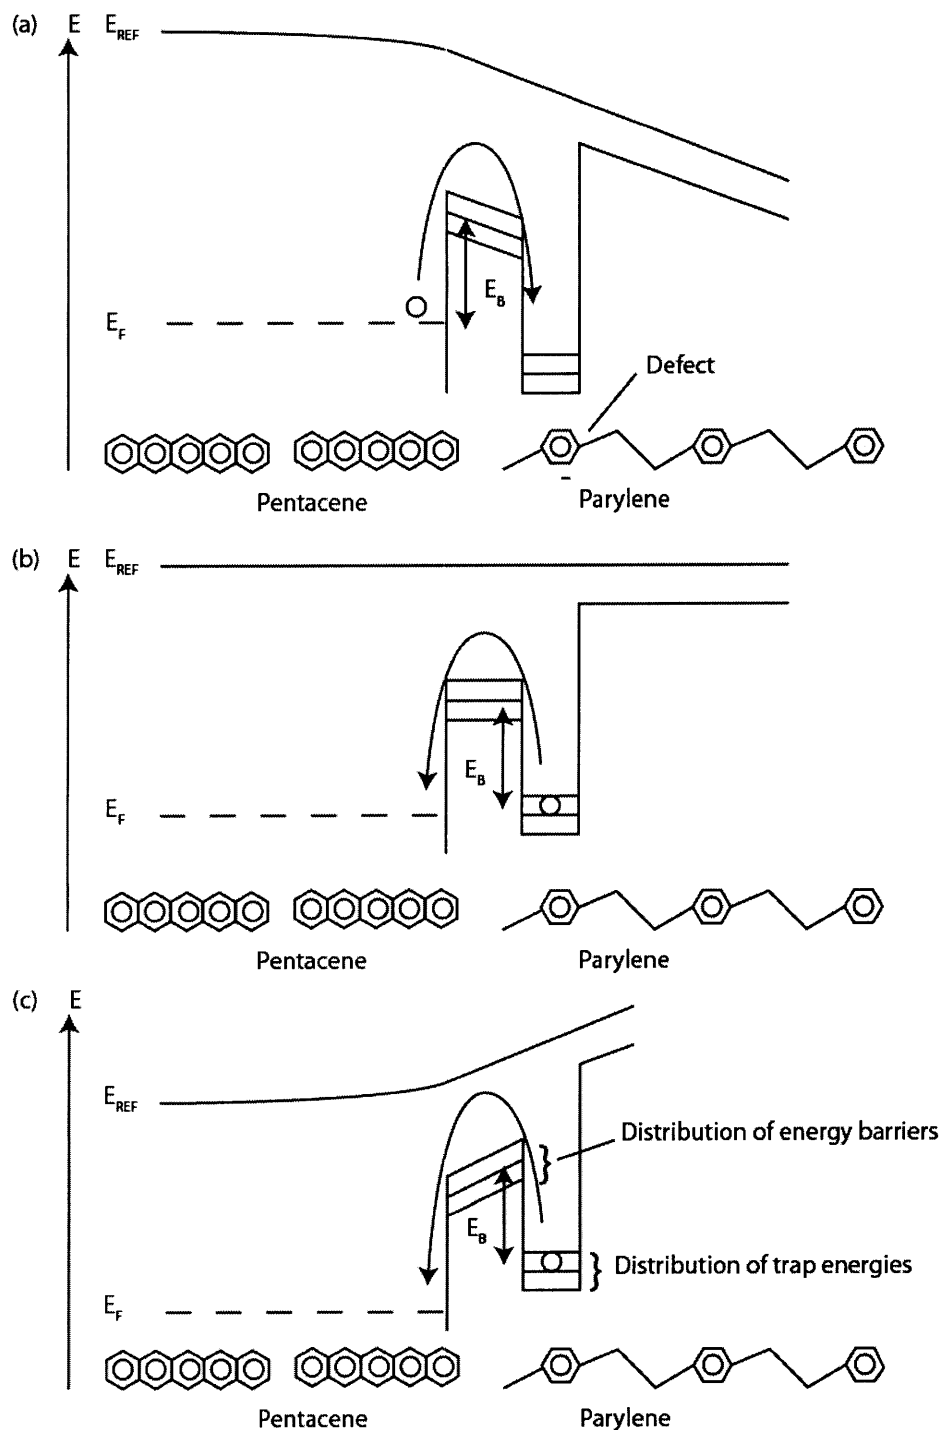 (a) E E_REF
E_B
E_F
Defect
-
Pentacene Parylene
(b) E E_REF
E_B
E_F
Pentacene Parylene
(c) E
E_REF
Distribution of energy barriers
E_B
Distribution of trap energies
E_F
Pentacene Parylene